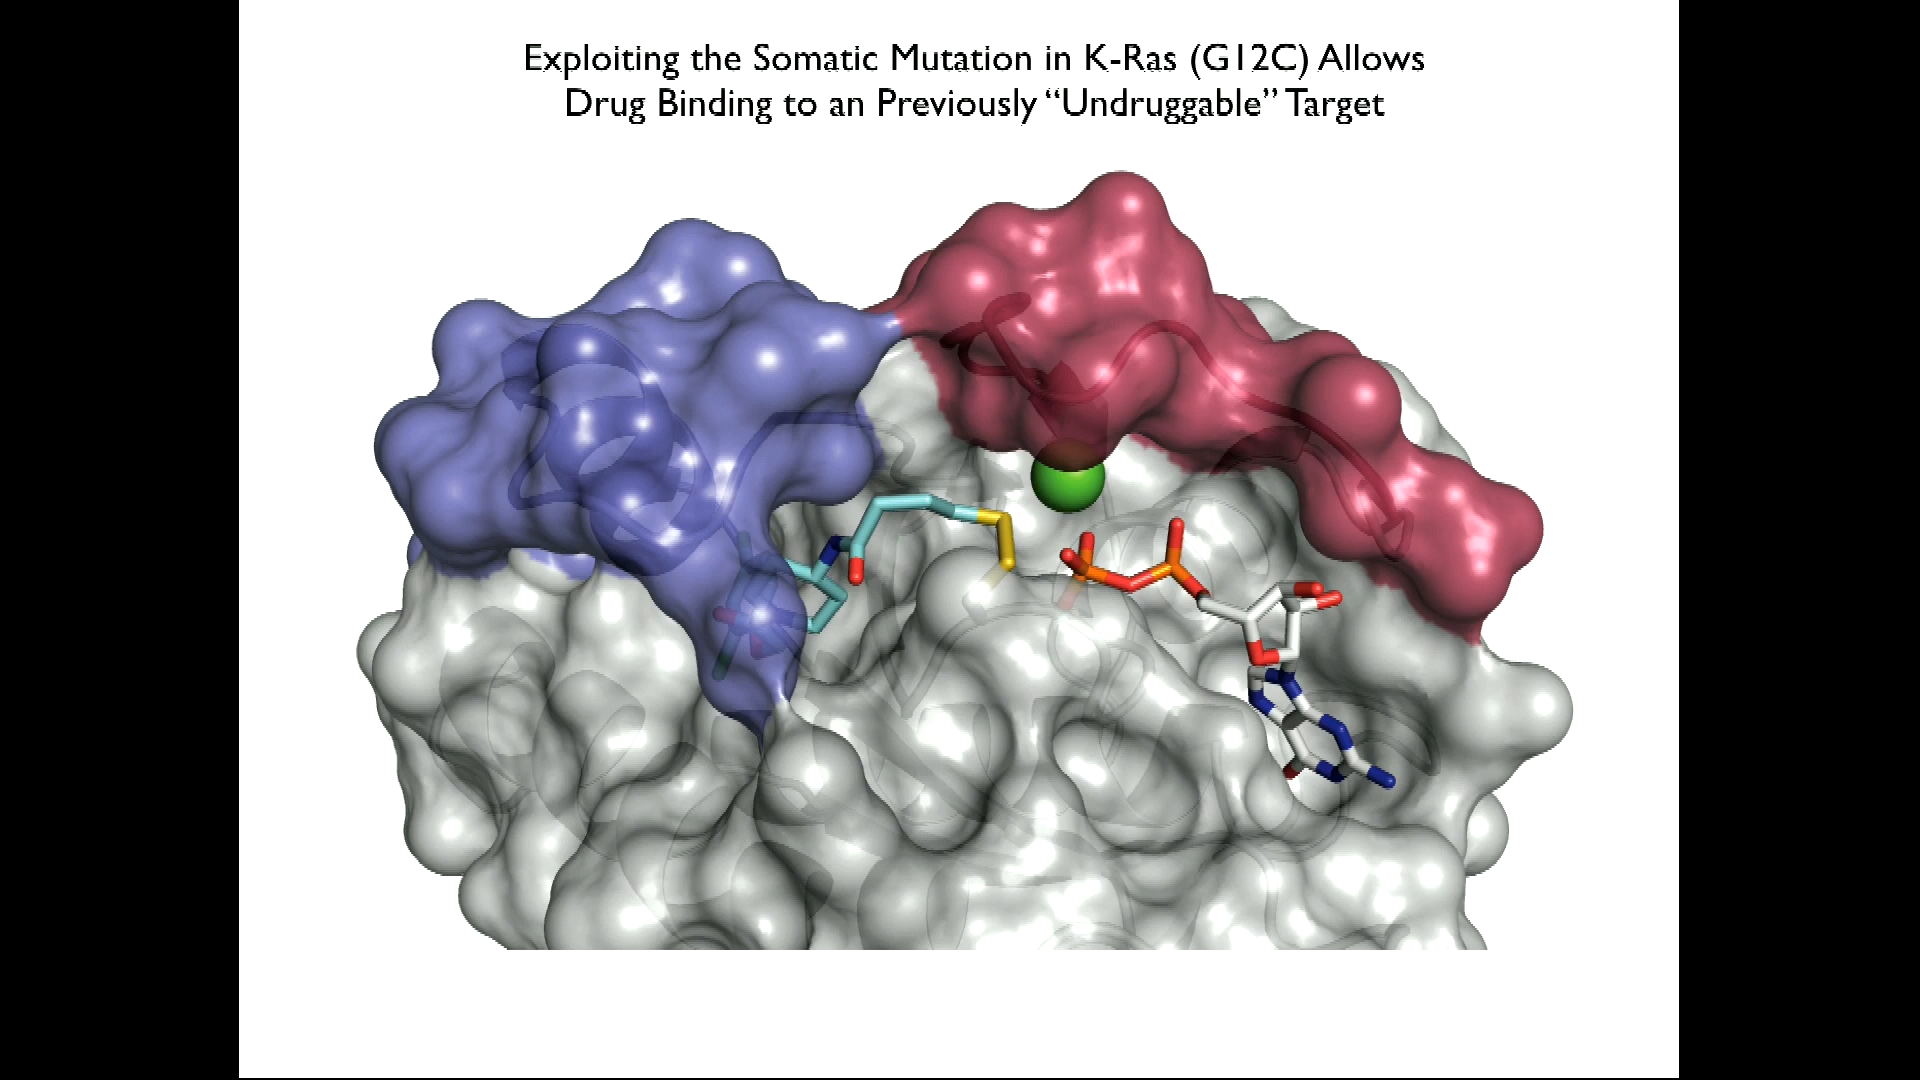 Exploiting the Somatic Mutation in K-Ras (G12C) Allows
Drug Binding to an Previously “Undruggable” Target